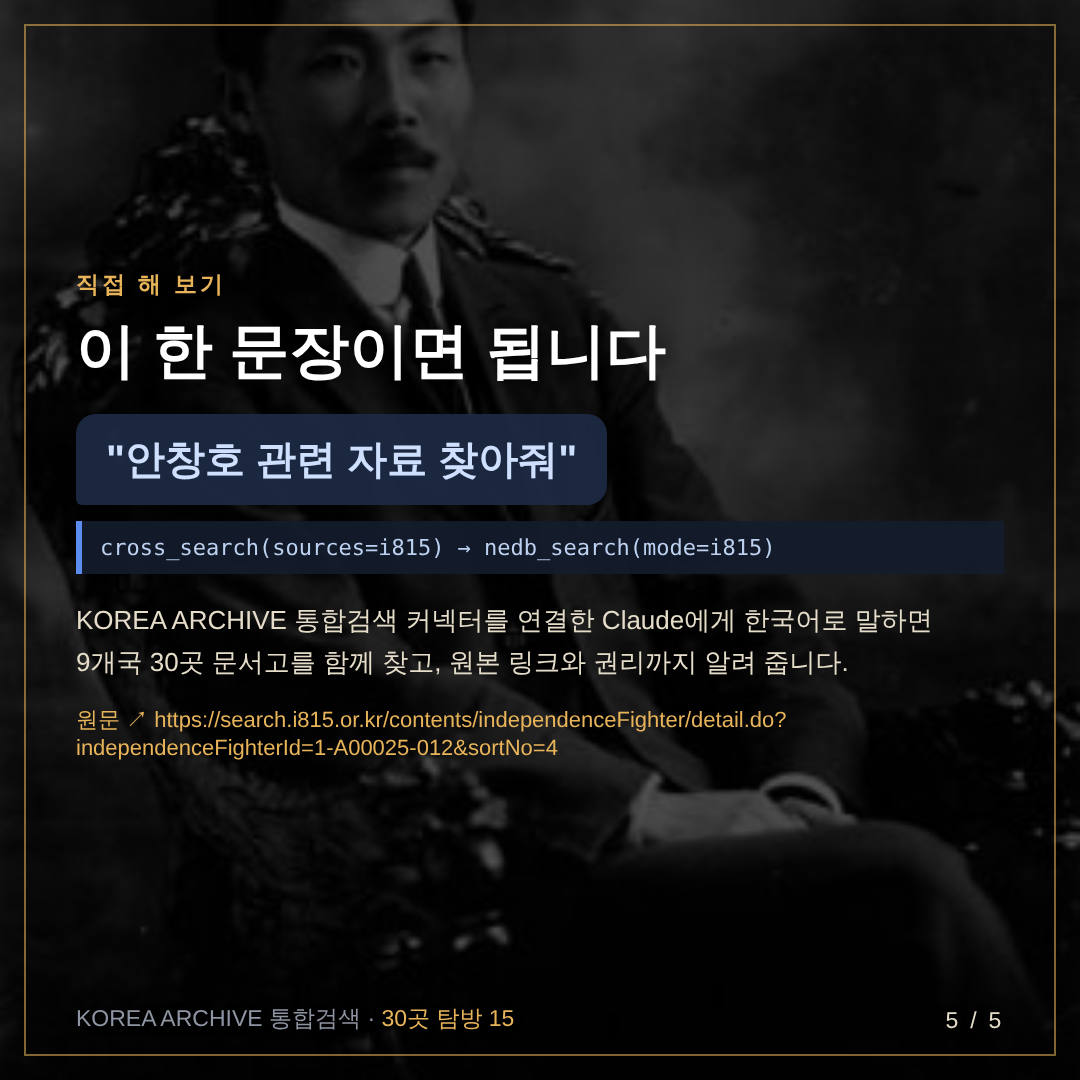 직접 해 보기
이 한 문장이면 됩니다
"안창호 관련 자료 찾아줘"
cross_search(sources=i815) → nedb_search(mode=i815)
KOREA ARCHIVE 통합검색 커넥터를 연결한 Claude에게 한국어로 말하면
9개국 30곳 문서고를 함께 찾고, 원본 링크와 권리까지 알려 줍니다.
원문 ↗ https://search.i815.or.kr/contents/independenceFighter/detail.do?
independenceFighterId=1-A00025-012&sortNo=4
KOREA ARCHIVE 통합검색 · 30곳 탐방 15
5 / 5